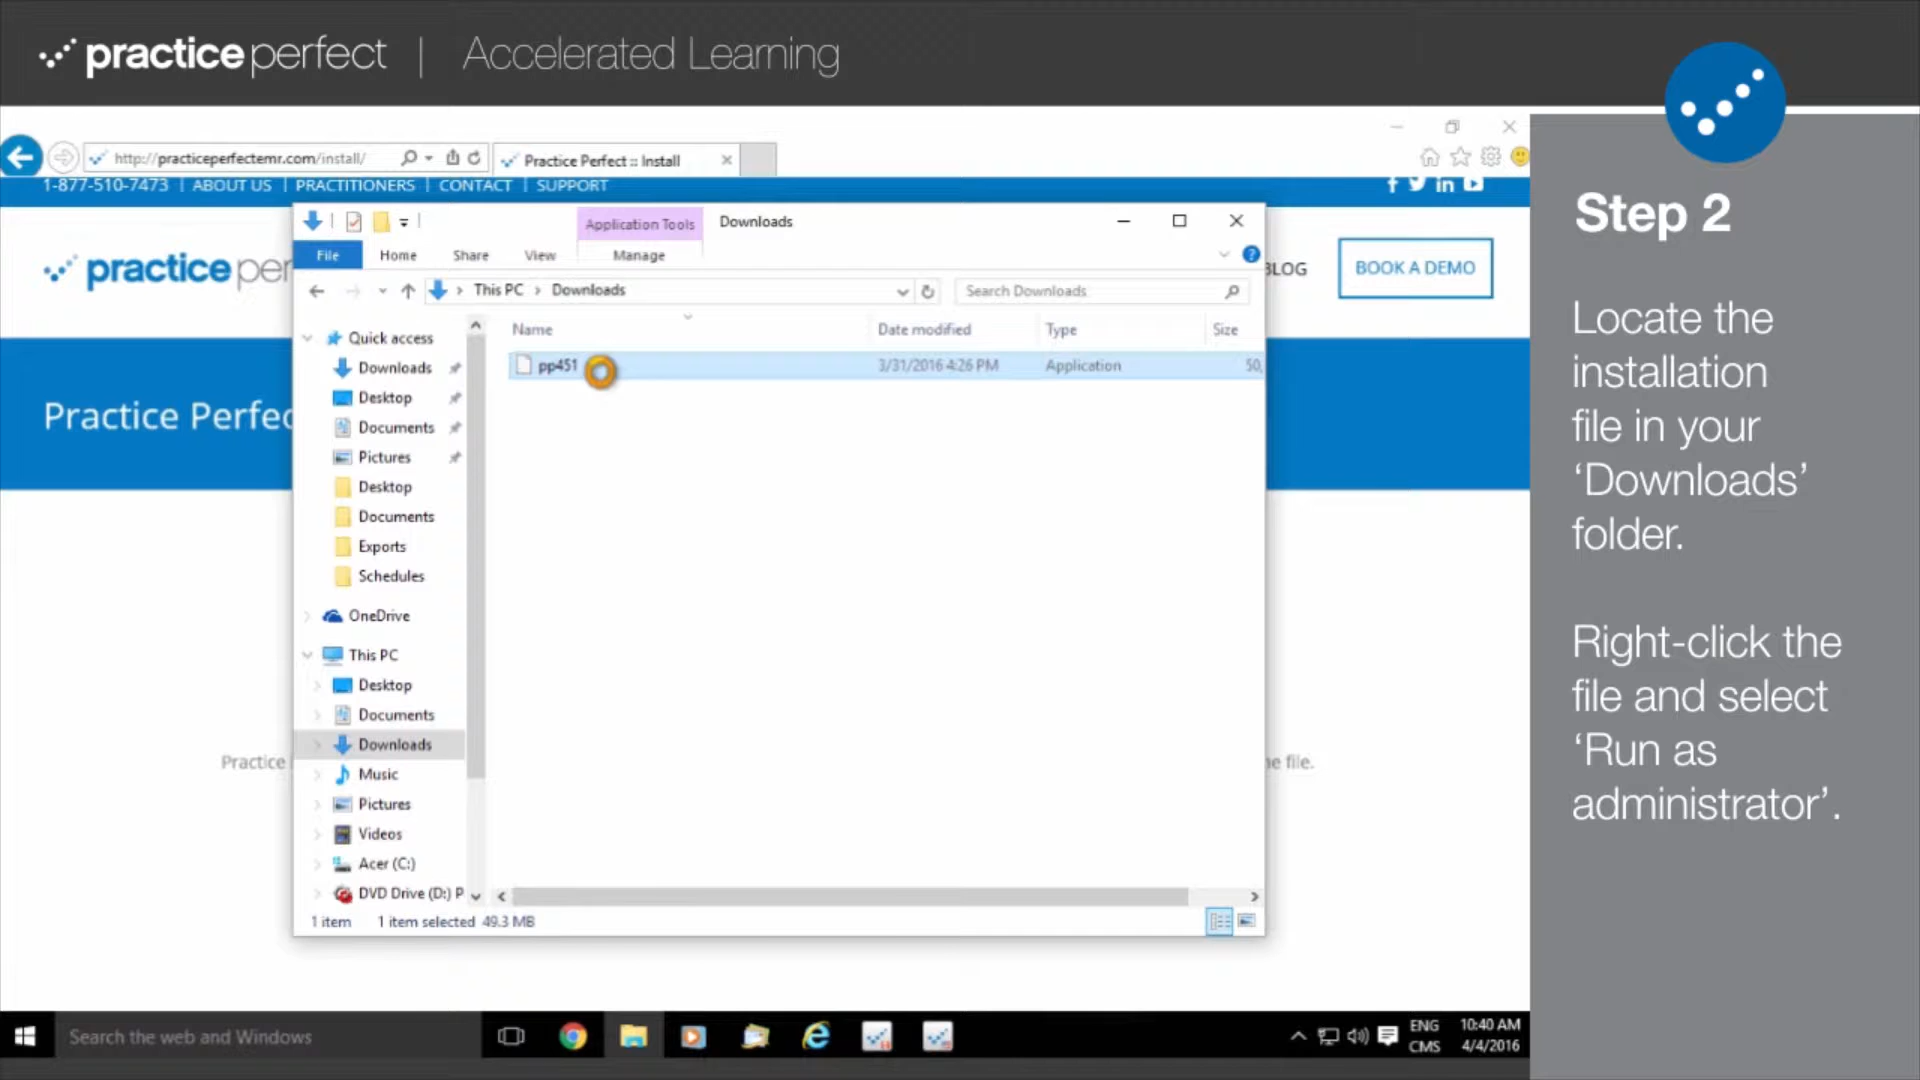 practiceperfect | Accelerated Learning
http://practiceperfectemr.com/install/
Practice Perfect :: Install
1-877-510-7473 | ABOUT US | PRACTITIONERS | CONTACT | SUPPORT
Application Tools
Downloads
File
Home
Share
View
Manage
practice per
BLOG
BOOK A DEMO
This PC > Downloads
Search Downloads
Name
Date modified
Type
Size
Quick access
Downloads
Desktop
Documents
Pictures
Desktop
Documents
Exports
Schedules
OneDrive
This PC
Desktop
Documents
Downloads
Music
Pictures
Videos
Acer (C:)
DVD Drive (D:) P
pp451
3/31/2016 4:26 PM
Application
50,
Practice Perfec
Practice
he file.
1 item
1 item selected 49.3 MB
Step 2
Locate the
installation
file in your
‘Downloads’
folder.
Right-click the
file and select
‘Run as
administrator’.
Search the web and Windows
ENG
CMS
10:40 AM
4/4/2016